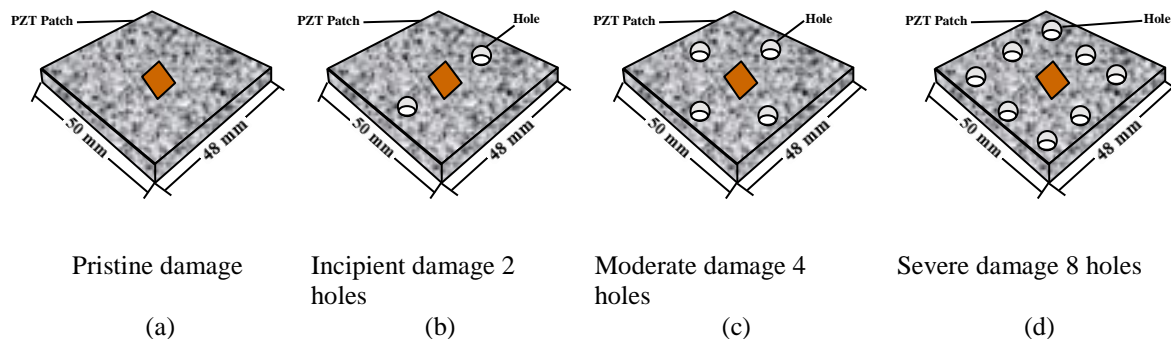 PZT Patch
50 mm
48 mm
Pristine damage
(a)
PZT Patch
Hole
50 mm
48 mm
Incipient damage 2
holes
(b)
PZT Patch
Hole
50 mm
48 mm
Moderate damage 4
holes
(c)
PZT Patch
Hole
50 mm
48 mm
Severe damage 8 holes
(d)